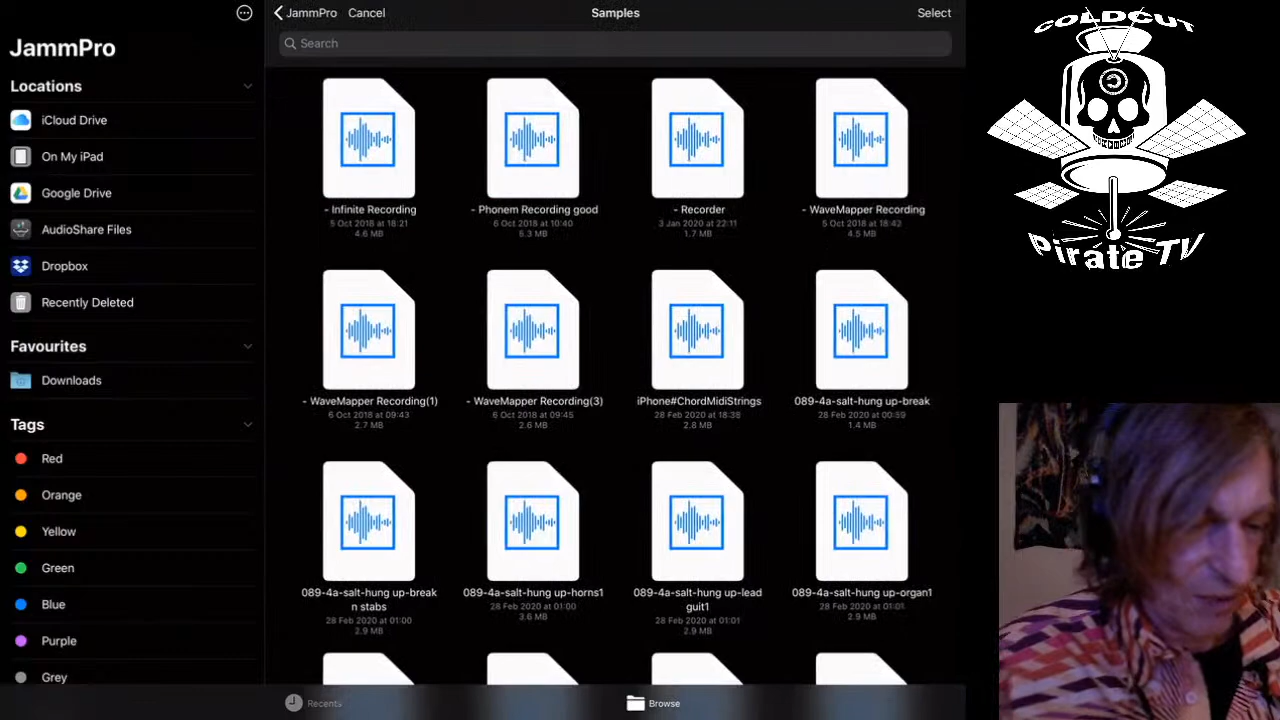 JammPro
Cancel
Samples
Select
Search
JammPro
Locations
iCloud Drive
On My iPad
Google Drive
AudioShare Files
Dropbox
Recently Deleted
Favourites
Downloads
Tags
Red
Orange
Yellow
Green
Blue
Purple
Grey
- Infinite Recording
5 Oct 2018 at 18:21
4.6 MB
- Phonem Recording good
6 Oct 2018 at 10:40
5.3 MB
- Recorder
3 Jan 2020 at 22:11
1.7 MB
- WaveMapper Recording
5 Oct 2018 at 18:42
4.5 MB
- WaveMapper Recording(1)
6 Oct 2018 at 09:43
2.7 MB
- WaveMapper Recording(3)
6 Oct 2018 at 09:45
2.6 MB
iPhone#ChordMidiStrings
28 Feb 2020 at 18:39
2.8 MB
089-4a-salt-hung up-break
28 Feb 2020 at 00:59
1.4 MB
089-4a-salt-hung up-break
n stabs
28 Feb 2020 at 01:00
2.9 MB
089-4a-salt-hung up-horns1
28 Feb 2020 at 01:00
3.6 MB
089-4a-salt-hung up-lead
guit1
28 Feb 2020 at 01:01
2.9 MB
089-4a-salt-hung up-organ1
28 Feb 2020 at 01:01
2.9 MB
Recents
Browse
COLDCUT
Pirate TV